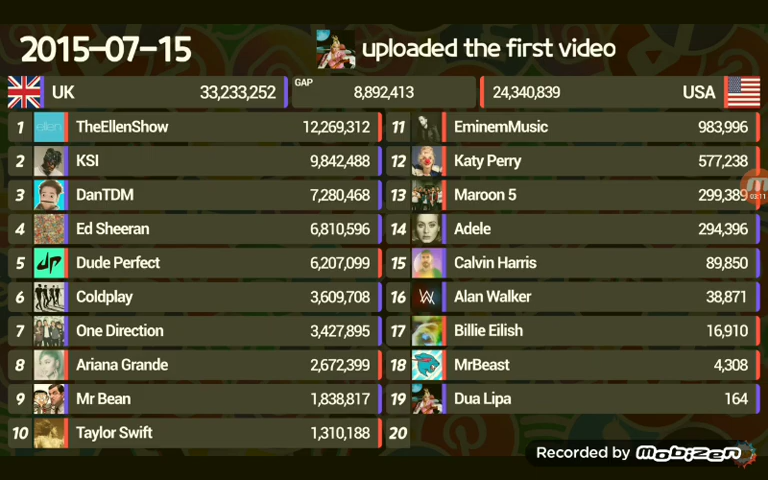 2015-07-15 uploaded the first video
UK 33,233,252 GAP 8,892,413 24,340,839 USA
1 ellen TheEllenShow 12,269,312
2 KSI 9,842,488
3 DanTDM 7,280,468
4 Ed Sheeran 6,810,596
5 dp Dude Perfect 6,207,099
6 Coldplay 3,609,708
7 One Direction 3,427,895
8 Ariana Grande 2,672,399
9 Mr Bean 1,838,817
10 Taylor Swift 1,310,188
11 EminemMusic 983,996
12 Katy Perry 577,238
13 Maroon 5 299,389
14 Adele 294,396
15 Calvin Harris 89,850
16 Alan Walker 38,871
17 Billie Eilish 16,910
18 MrBeast 4,308
19 Dua Lipa 164
20
03:11
Recorded by mobizen